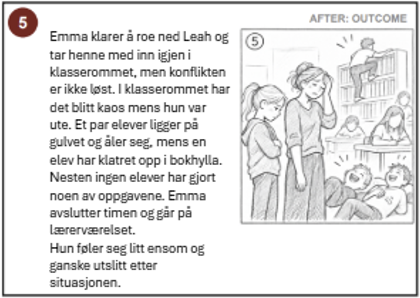 5
AFTER: OUTCOME
Emma klarer å roe ned Leah og
tar henne med inn igjen i
klasserommet, men konflikten
er ikke løst. I klasserommet har
det blitt kaos mens hun var
ute. Et par elever ligger på
gulvet og åler seg, mens en
elev har klatret opp i bokhylla.
Nesten ingen elever har gjort
noen av oppgavene. Emma
avslutter timen og går på
lærerværelset.
Hun føler seg litt ensom og
ganske utslitt etter
situasjonen.
5